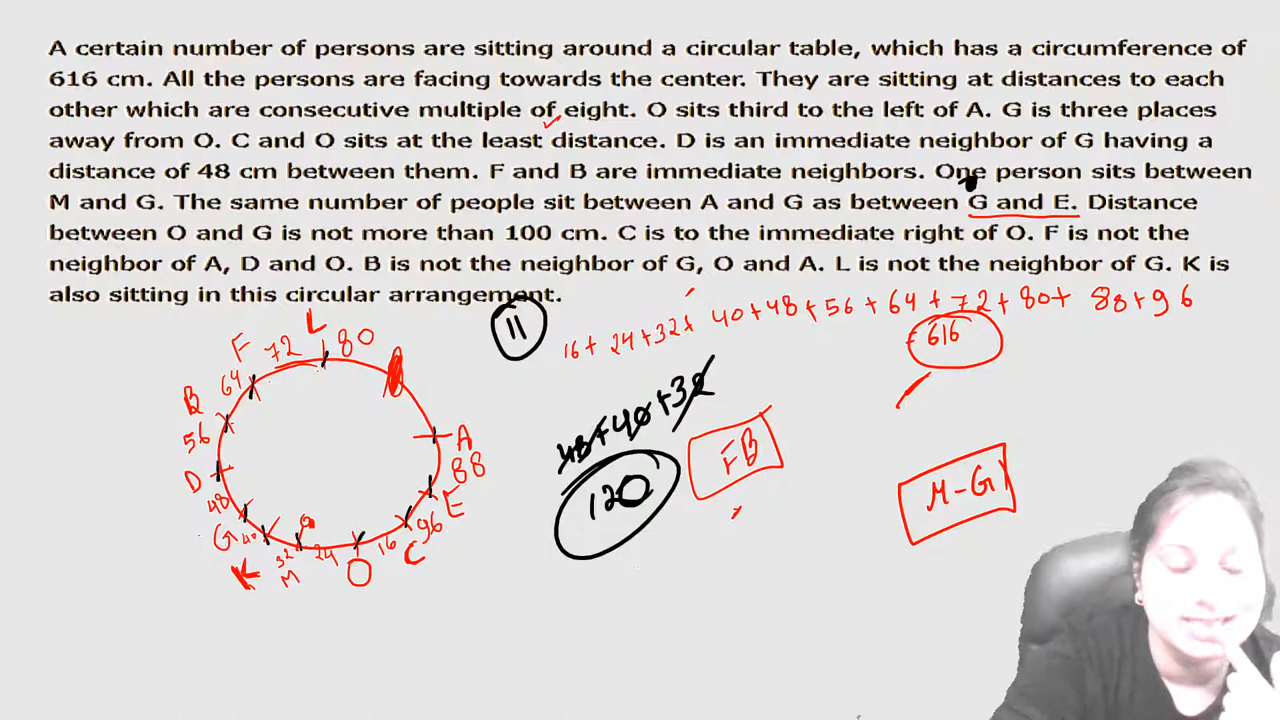 A certain number of persons are sitting around a circular table, which has a circumference of
616 cm. All the persons are facing towards the center. They are sitting at distances to each
other which are consecutive multiple of eight. O sits third to the left of A. G is three places
away from O. C and O sits at the least distance. D is an immediate neighbor of G having a
distance of 48 cm between them. F and B are immediate neighbors. One person sits between
M and G. The same number of people sit between A and G as between G and E. Distance
between O and G is not more than 100 cm. C is to the immediate right of O. F is not the
neighbor of A, D and O. B is not the neighbor of G, O and A. L is not the neighbor of G. K is
also sitting in this circular arrangement.
11
16 + 24 + 32 + 40 + 48 + 56 + 64 + 72 + 80 + 88 + 96
= 616
L
F 72 80
64
B
56
A
88
D
48
E
96
G 40
C
16
K 32 24
M
O
48 + 40 + 32
120
FB
M - G